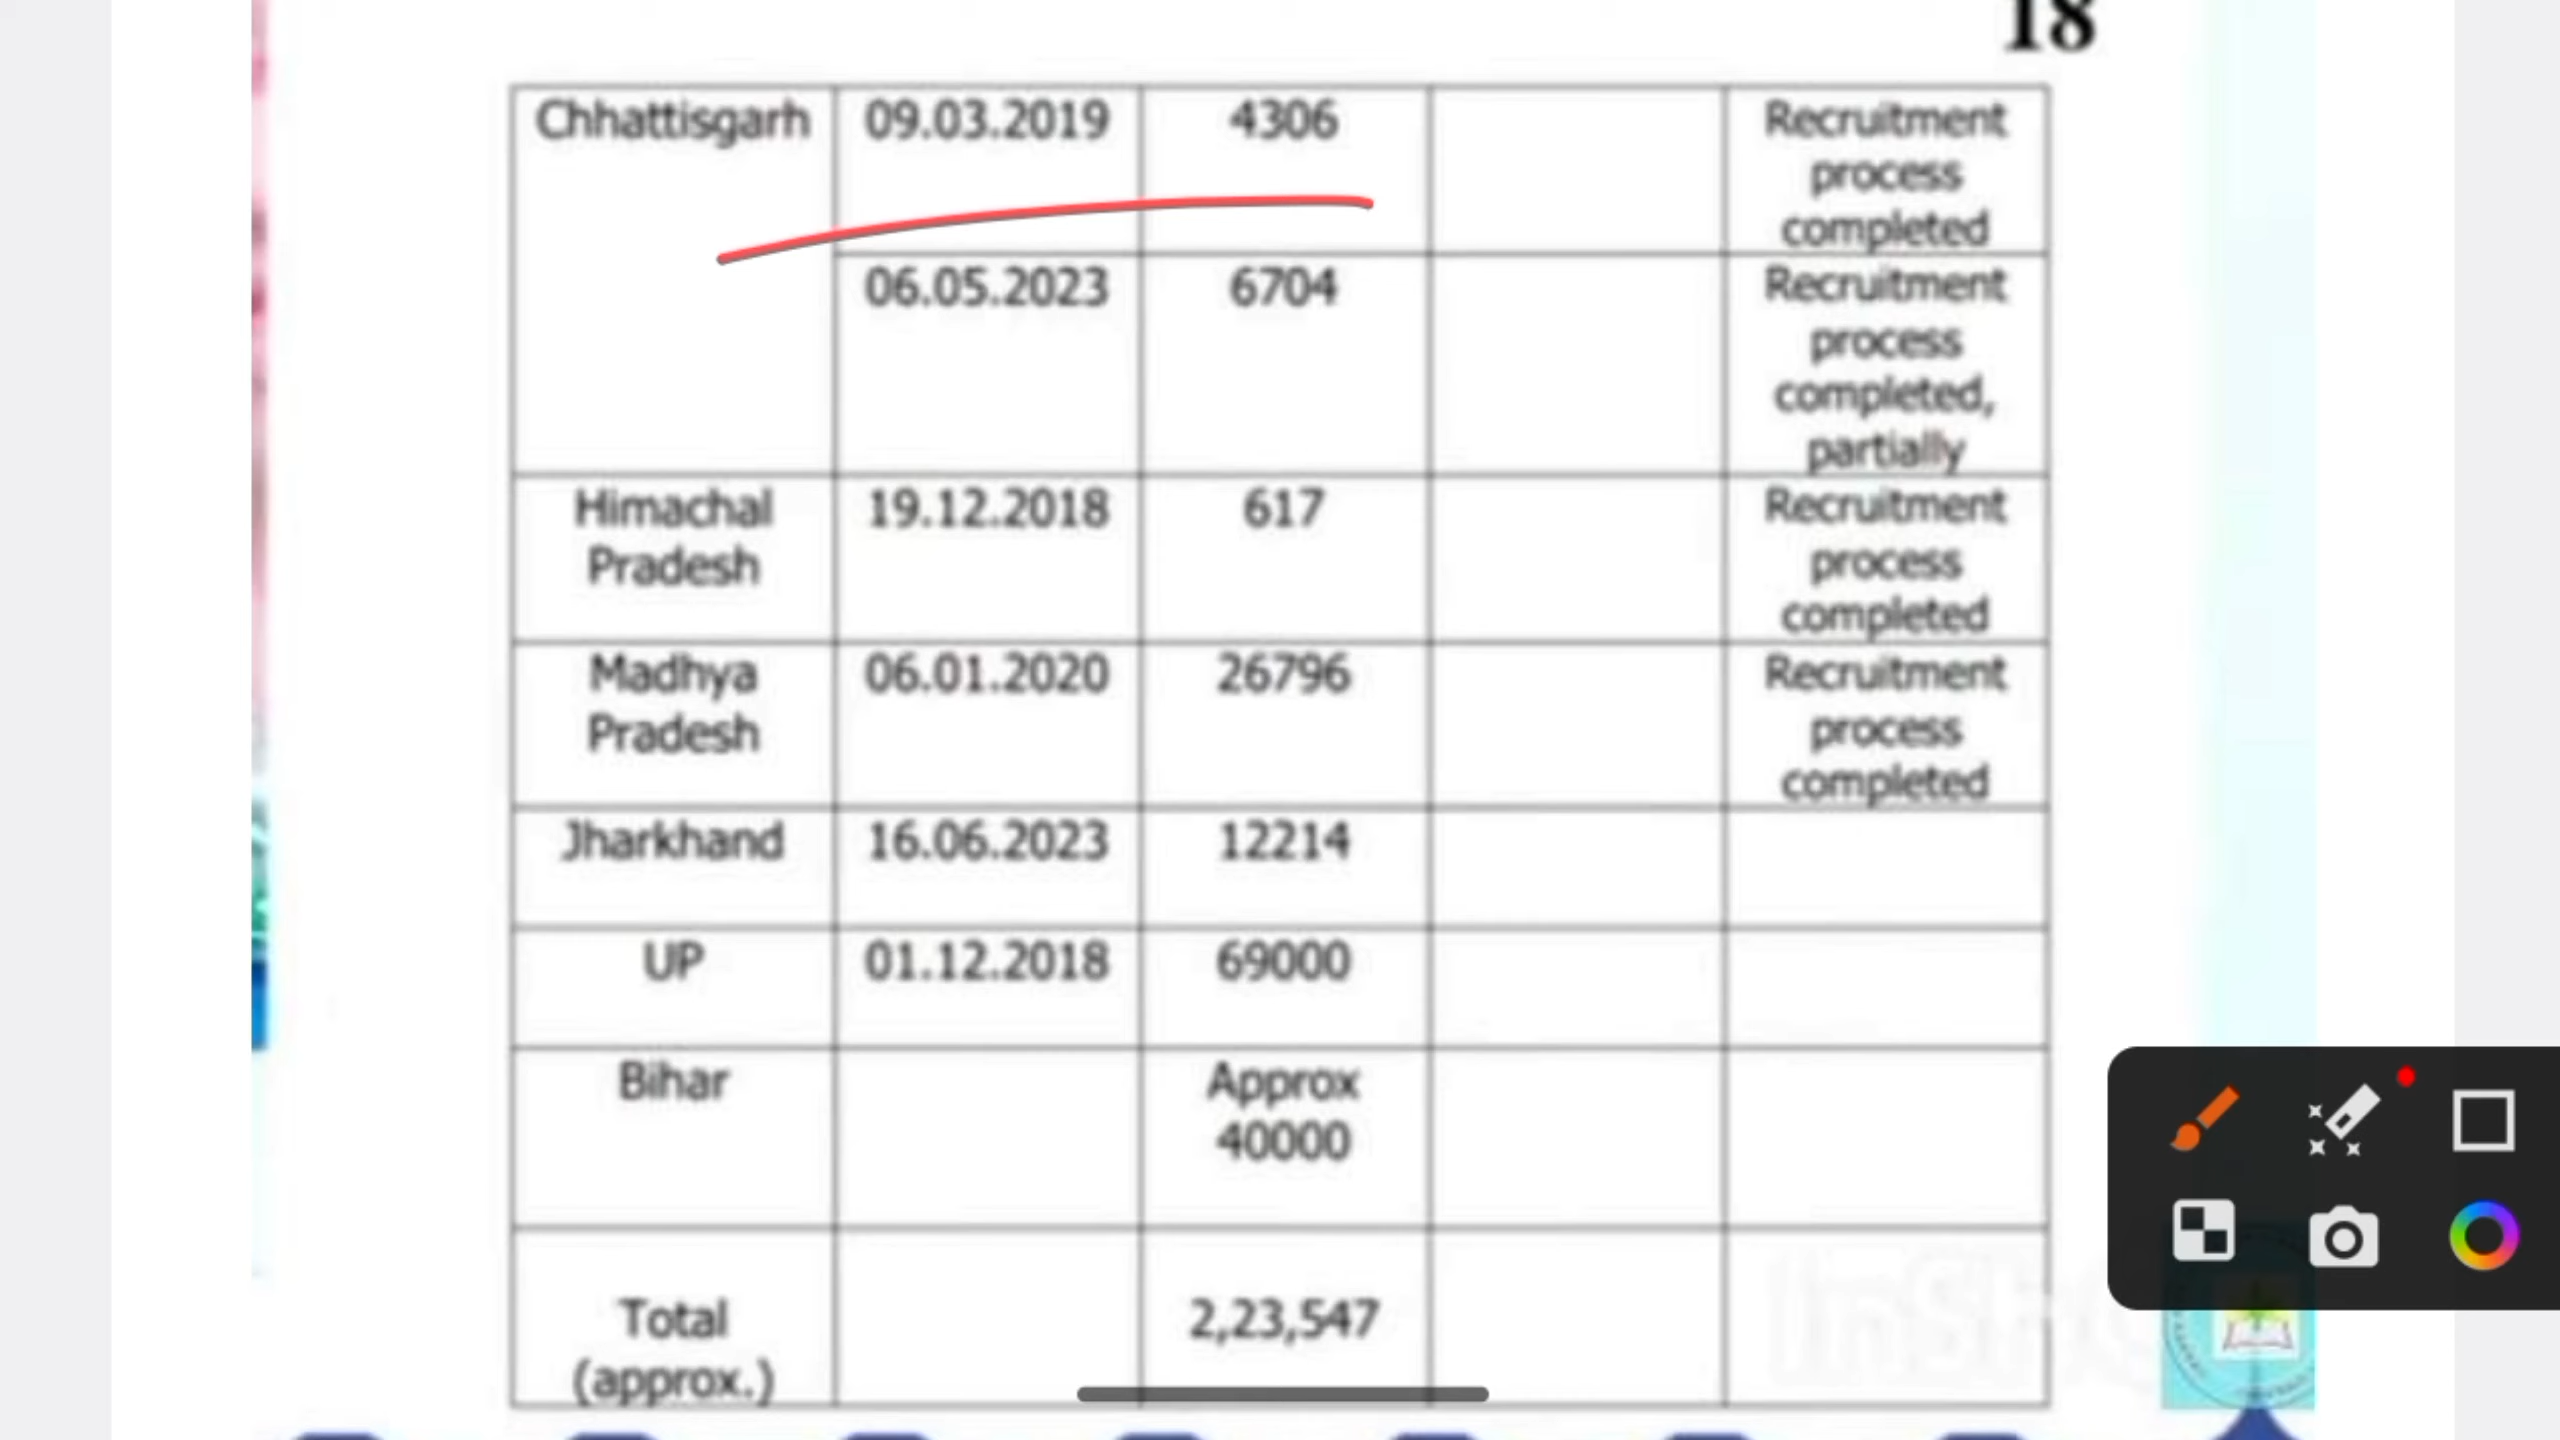 18
Chhattisgarh 09.03.2019 4306 Recruitment
process
completed
06.05.2023 6704 Recruitment
process
completed,
partially
Himachal 19.12.2018 617 Recruitment
Pradesh process
completed
Madhya 06.01.2020 26796 Recruitment
Pradesh process
completed
Jharkhand 16.06.2023 12214
UP 01.12.2018 69000
Bihar Approx
40000
Total 2,23,547
(approx.)